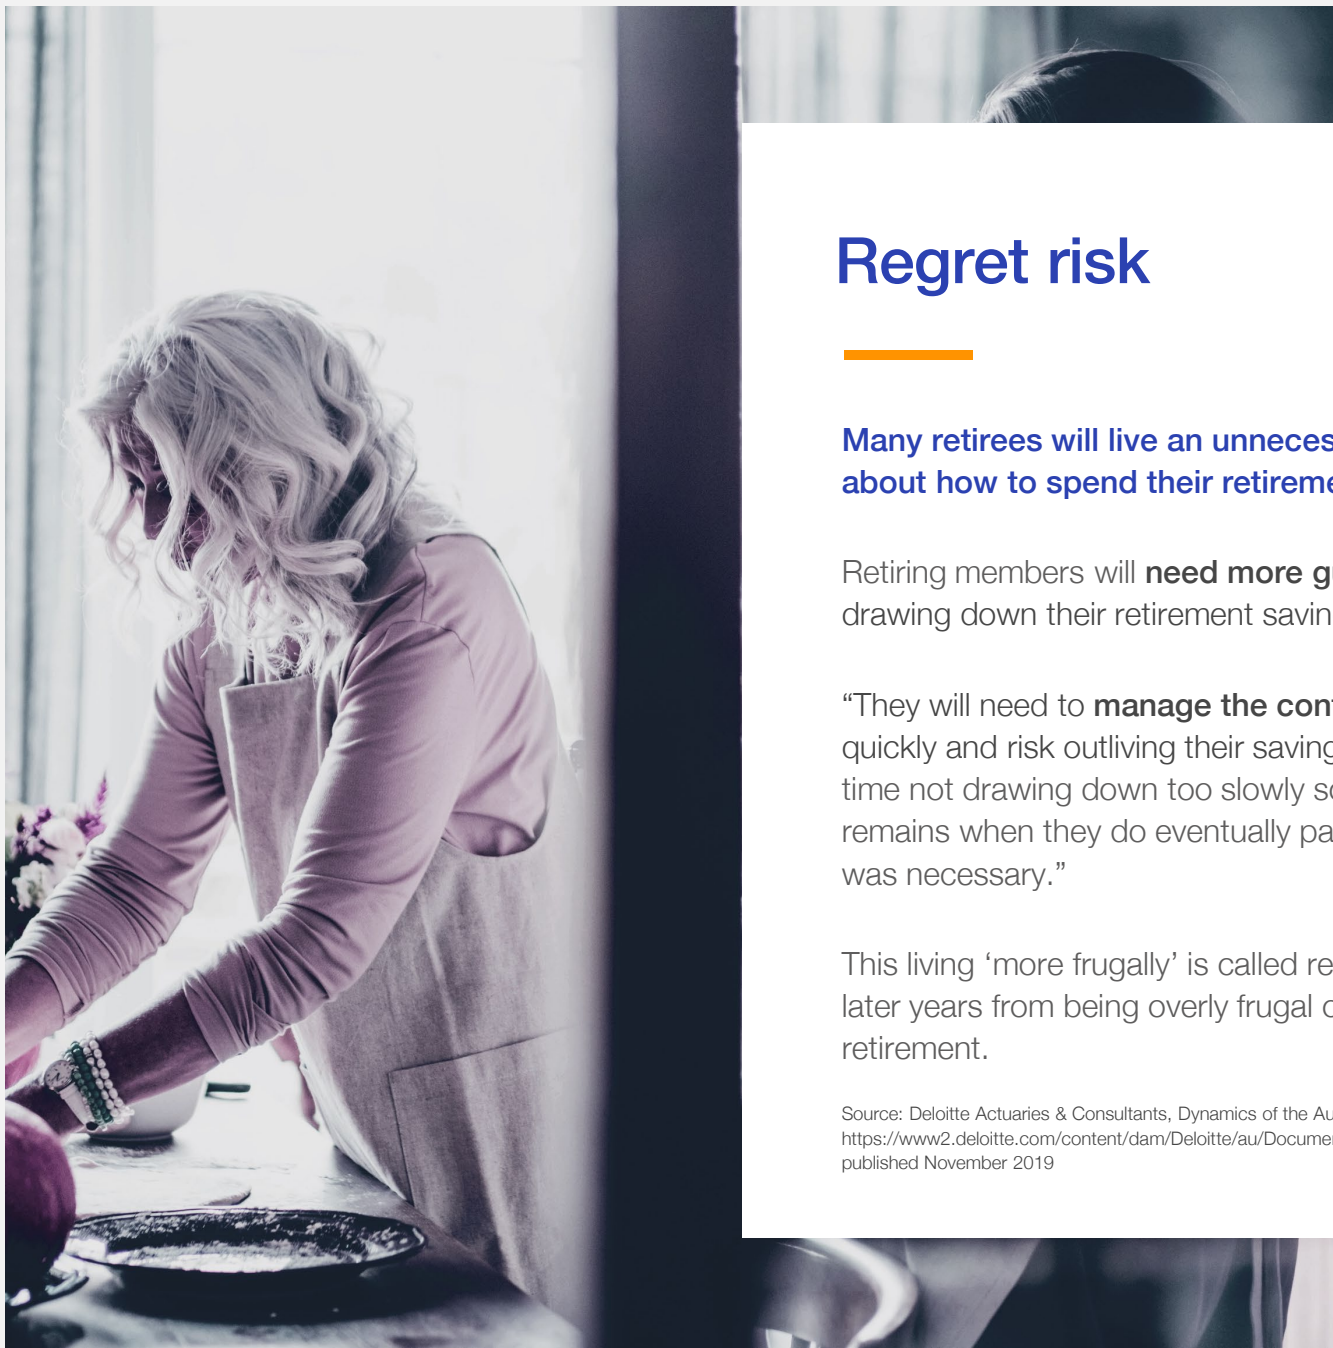 Regret risk
Many retirees will live an unneces
about how to spend their retireme
Retiring members will need more g
drawing down their retirement savin
“They will need to manage the con
quickly and risk outliving their saving
time not drawing down too slowly so
remains when they do eventually pa
was necessary.”
This living ‘more frugally’ is called re
later years from being overly frugal
retirement.
Source: Deloitte Actuaries & Consultants, Dynamics of the Au
https://www2.deloitte.com/content/dam/Deloitte/au/Documen
published November 2019